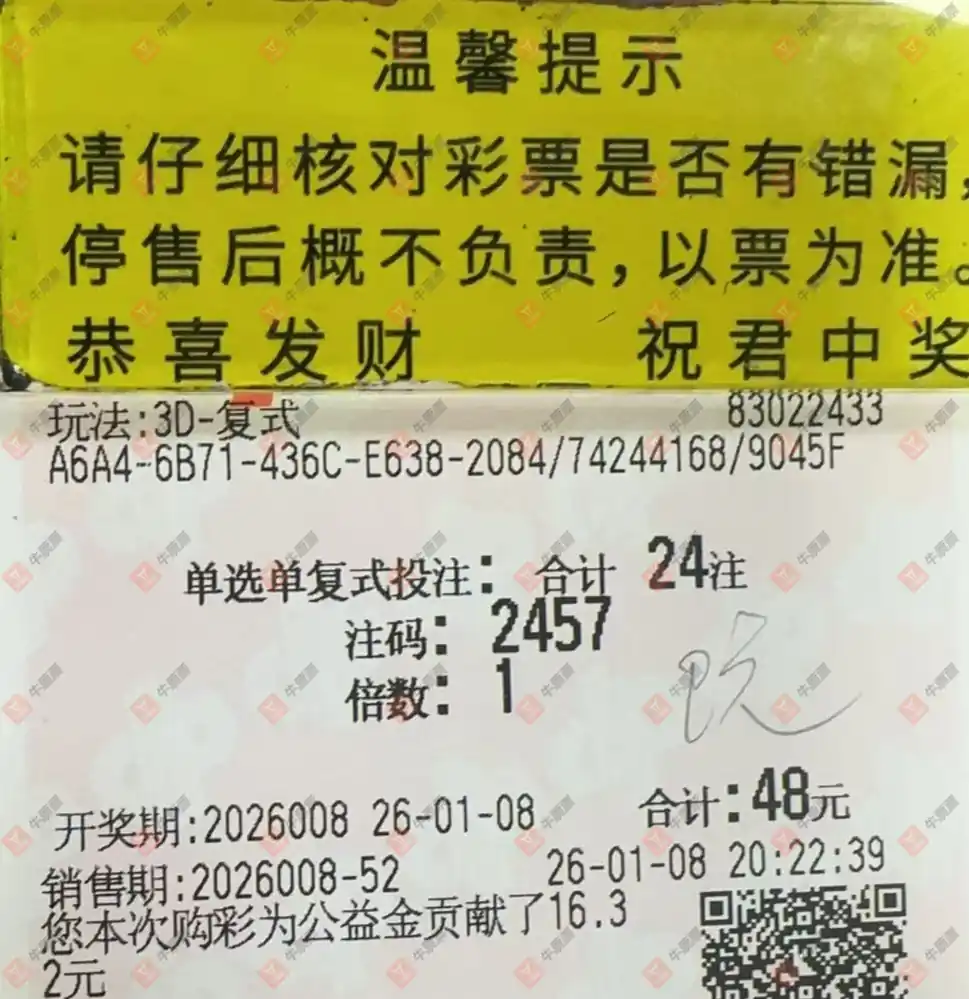 温馨提示
请仔细核对彩票是否有错漏，
停售后概不负责，以票为准。
恭喜发财 祝君中奖
玩法:3D-复式 83022433
A6A4-6B71-436C-E638-2084/74244168/9045F
单选单复式投注：合计 24注
注码：2457
倍数：1
开奖期:2026008 26-01-08 合计:48元
销售期:2026008-52 26-01-08 20:22:39
您本次购彩为公益金贡献了16.3
2元